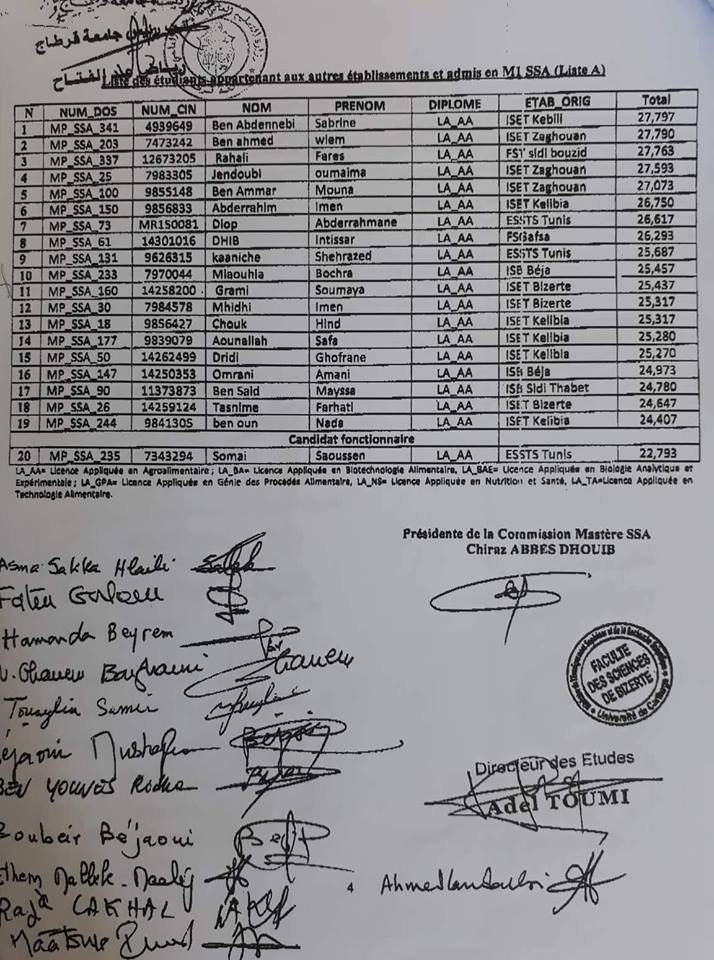 جامعة قرطاج
Liste des étudiants appartenant aux autres établissements et admis en M1 SSA (Liste A)
N NUM_DOS NUM_CIN NOM PRENOM DIPLOME ETAB_ORIG Total
1 MP_SSA_341 4939649 Ben Abdennebi Sabrine LA_AA ISET Kebili 27,797
2 MP_SSA_203 7473242 Ben ahmed wiem LA_AA ISET Zaghouan 27,790
3 MP_SSA_337 12673205 Rahali Fares LA_AA FST sidi bouzid 27,763
4 MP_SSA_25 7983305 Jendoubi oumaima LA_AA ISET Zaghouan 27,593
5 MP_SSA_100 9855148 Ben Ammar Mouna LA_AA ISET Zaghouan 27,073
6 MP_SSA_150 9856833 Abderrahim Imen LA_AA ISET Kelibia 26,750
7 MP_SSA_73 MR150081 Diop Abderrahmane LA_AA ESSTS Tunis 26,617
8 MP_SSA_61 14301016 DHIB Intissar LA_AA FSGafsa 26,293
9 MP_SSA_131 9626315 kaaniche Shehrazed LA_AA ESSTS Tunis 25,687
10 MP_SSA_233 7970044 Mlaouhia Bochra LA_AA ISB Béja 25,457
11 MP_SSA_160 14258200 Grami Soumaya LA_AA ISET Bizerte 25,437
12 MP_SSA_30 7984578 Mhidhi Imen LA_AA ISET Bizerte 25,317
13 MP_SSA_18 9856427 Chouk Hind LA_AA ISET Kelibia 25,317
14 MP_SSA_177 9839079 Aounallah Safa LA_AA ISET Kelibia 25,280
15 MP_SSA_50 14262499 Dridi Ghofrane LA_AA ISET Kelibia 25,270
16 MP_SSA_147 14250353 Omrani Amani LA_AA ISB Béja 24,973
17 MP_SSA_90 11373873 Ben Said Mayssa LA_AA ISB Sidi Thabet 24,780
18 MP_SSA_26 14259124 Tasnime Farhati LA_AA ISET Bizerte 24,647
19 MP_SSA_244 9841305 ben oun Nada LA_AA ISET Kelibia 24,407
Candidat fonctionnaire
20 MP_SSA_235 7343294 Somai Saoussen LA_AA ESSTS Tunis 22,793
LA_AA= Licence Appliquée en Agroalimentaire; LA_BA= Licence Appliquée en Biotechnologie Alimentaire, LA_BAE= Licence Appliquée en Biologie Analytique et
Expérimentale; LA_GPA= Licence Appliquée en Génie des Procédés Alimentaire, LA_NS= Licence Appliquée en Nutrition et Santé, LA_TA=Licence Appliquée en
Technologie Alimentaire.
Présidente de la Commission Mastère SSA
Chiraz ABBES DHOUIB
Asma Sakka Hlaili
Hamanda Beyrem
Samir
Béjaoui Mustapha
BEN YOUNES Ridha
Boubeir Béjaoui
CAKHAL
FACULTE
DES SCIENCES
DE BIZERTE
Université de Carthage
Directeur des Etudes
Adel TOUMI
4